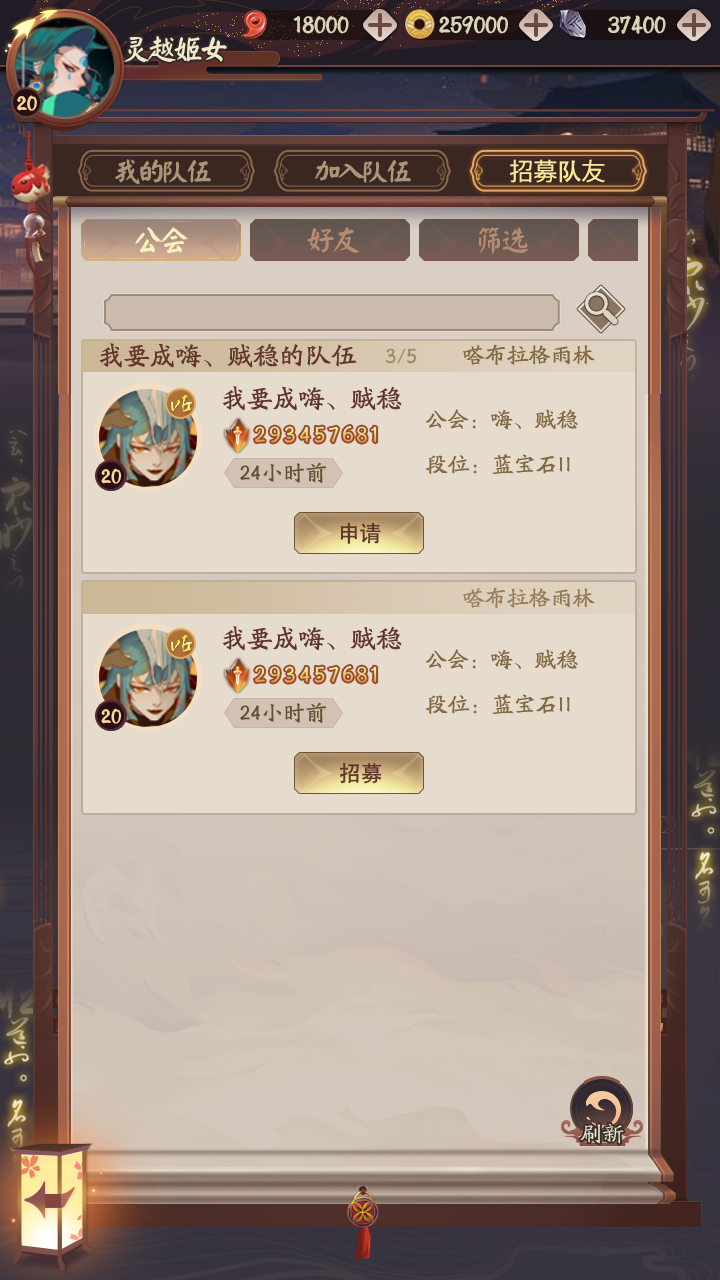 18000 259000 37400
灵越姬女
20
我的队伍 加入队伍 招募队友
公会 好友 筛选
我要成嗨、贼稳的队伍 3/5 塔布拉格雨林
我要成嗨、贼稳
293457681
公会：嗨、贼稳
20
24小时前
段位：蓝宝石II
申请
塔布拉格雨林
我要成嗨、贼稳
293457681
公会：嗨、贼稳
20
24小时前
段位：蓝宝石II
招募
刷新